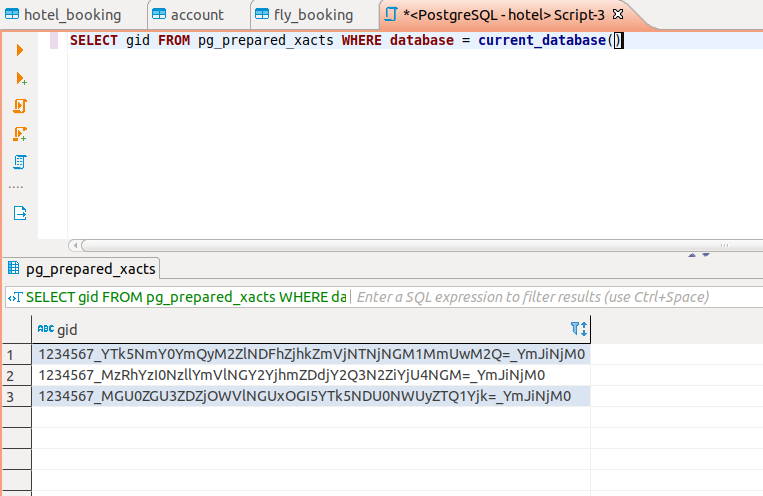 hotel_booking account fly_booking *<PostgreSQL - hotel> Script-3
SELECT gid FROM pg_prepared_xacts WHERE database = current_database()
pg_prepared_xacts
SELECT gid FROM pg_prepared_xacts WHERE da Enter a SQL expression to filter results (use Ctrl+Space)
ABC gid
1 1234567_YTk5NmY0YmQyM2ZlNDFhZjhkZmVjNTNjNGM1MmUwM2Q=_YmJiNjM0
2 1234567_MzRhYzI0NzllYmVlNGY2YjhmZDdjY2Q3N2ZiYjU4NGM=_YmJiNjM0
3 1234567_MGU0ZGU3ZDZjOWVlNGUxOGI5YTk5NDU0NWUyZTQ1Yjk=_YmJiNjM0